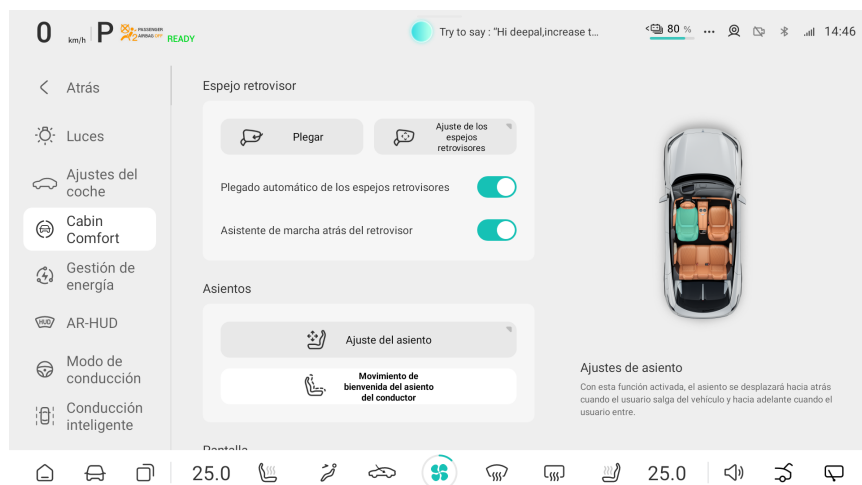 0 km/h P PASSENGER
AIRBAG OFF READY
Try to say : "Hi deepal,increase t...
80 % ... 14:46
Atrás
Luces
Ajustes del
coche
Cabin
Comfort
Gestión de
energía
HUD AR-HUD
Modo de
conducción
Conducción
inteligente
Espejo retrovisor
Plegar
Ajuste de los
espejos
retrovisores
Plegado automático de los espejos retrovisores
Asistente de marcha atrás del retrovisor
Asientos
Ajuste del asiento
Movimiento de
bienvenida del asiento
del conductor
Pantalla
Ajustes de asiento
Con esta función activada, el asiento se desplazará hacia atrás
cuando el usuario salga del vehículo y hacia adelante cuando el
usuario entre.
25.0 25.0